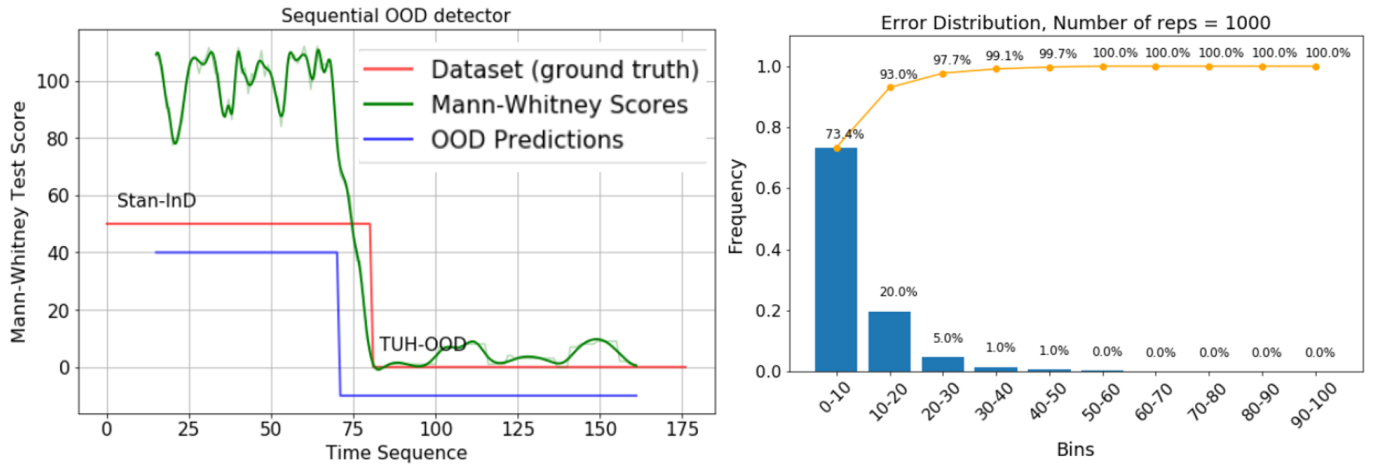 Sequential OOD detector
Mann-Whitney Test Score
100
80
60
40
20
0
Dataset (ground truth)
Mann-Whitney Scores
OOD Predictions
Stan-InD
TUH-OOD
0 25 50 75 100 125 150 175
Time Sequence
Error Distribution, Number of reps = 1000
Frequency
1.0
0.8
0.6
0.4
0.2
0.0
73.4% 93.0% 97.7% 99.1% 99.7% 100.0% 100.0% 100.0% 100.0% 100.0%
20.0% 5.0% 1.0% 1.0% 0.0% 0.0% 0.0% 0.0% 0.0%
0-10 10-20 20-30 30-40 40-50 50-60 60-70 70-80 80-90 90-100
Bins